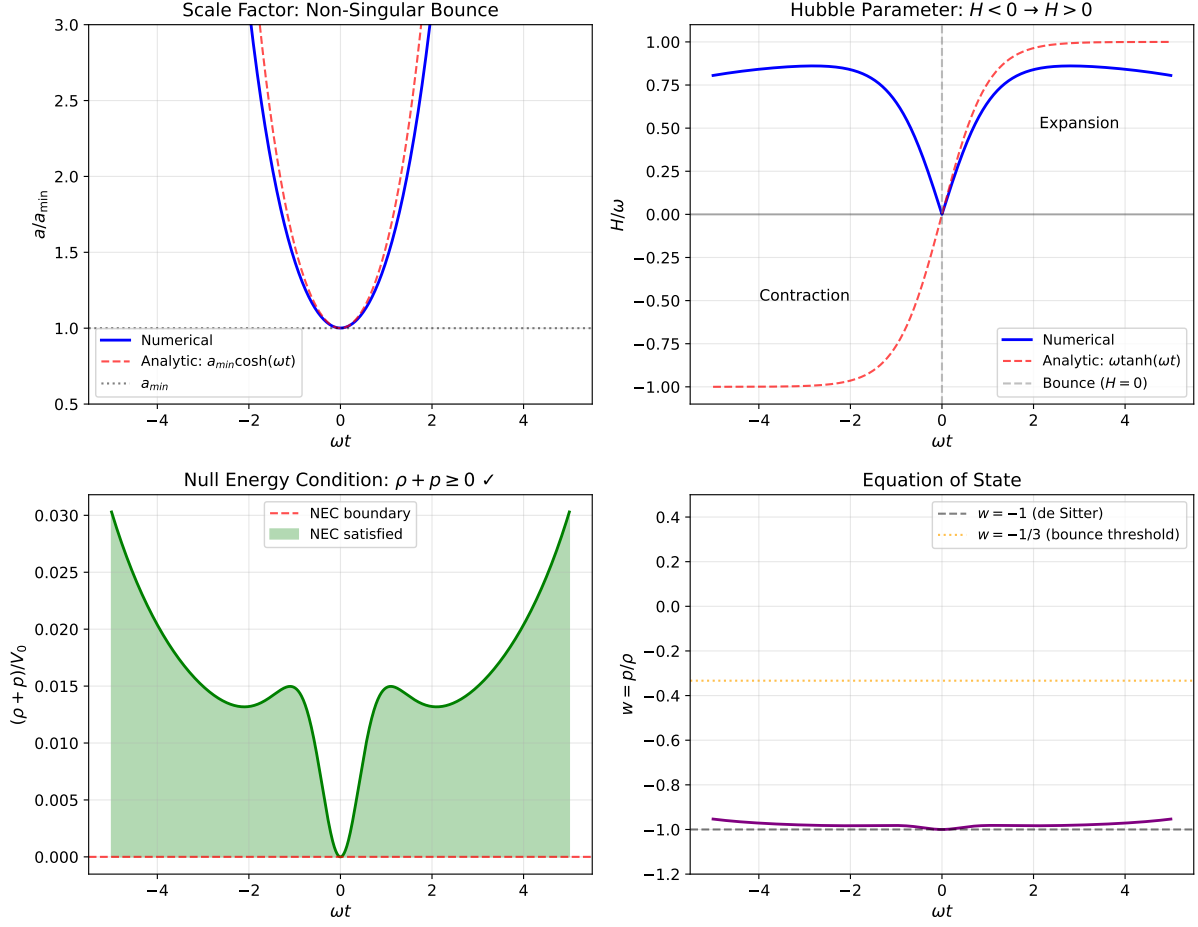 Scale Factor: Non-Singular Bounce
3.0
2.5
2.0
1.5
1.0
0.5
a/a_min
−4 −2 0 2 4
ωt
Numerical
Analytic: a_min cosh(ωt)
a_min
Hubble Parameter: H < 0 → H > 0
1.00
0.75
0.50
0.25
0.00
−0.25
−0.50
−0.75
−1.00
H/ω
Expansion
Contraction
−4 −2 0 2 4
ωt
Numerical
Analytic: ωtanh(ωt)
Bounce (H = 0)
Null Energy Condition: ρ + p ≥ 0 ✓
0.030
0.025
0.020
0.015
0.010
0.005
0.000
(ρ + p)/V₀
NEC boundary
NEC satisfied
−4 −2 0 2 4
ωt
Equation of State
0.4
0.2
0.0
−0.2
−0.4
−0.6
−0.8
−1.0
−1.2
w = p/ρ
w = −1 (de Sitter)
w = −1/3 (bounce threshold)
−4 −2 0 2 4
ωt